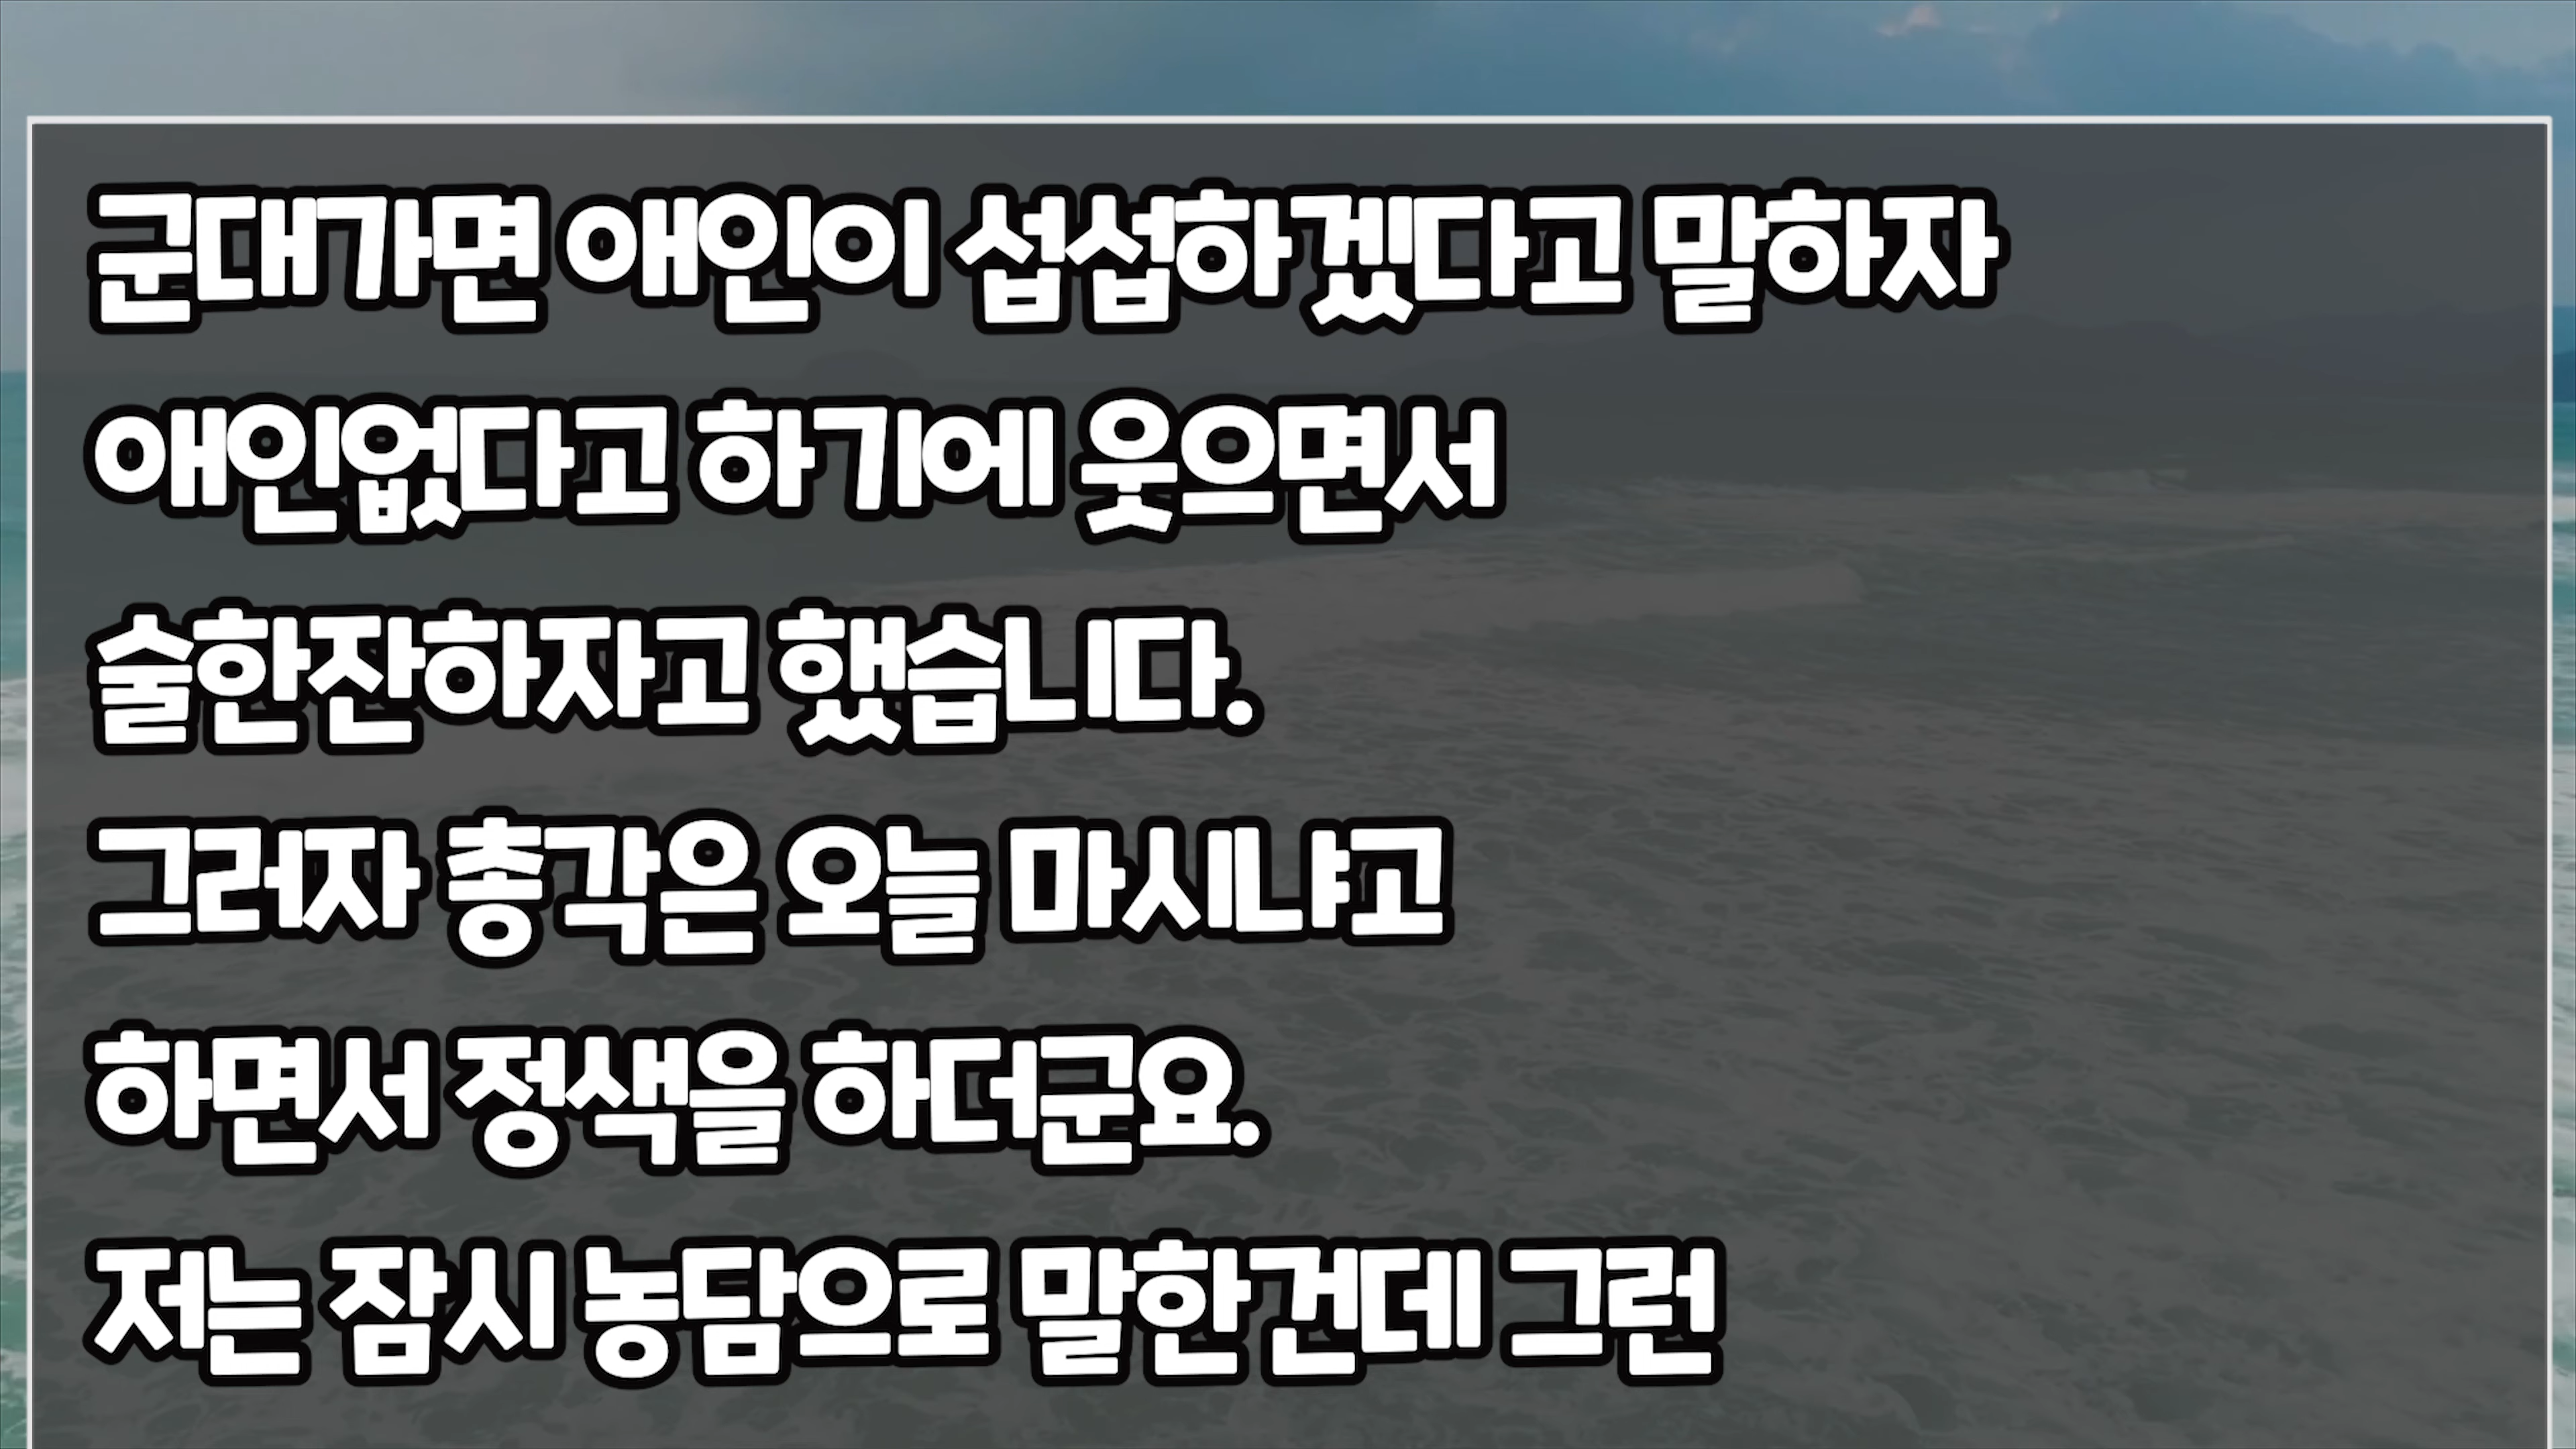 군대가면 애인이 섭섭하겠다고 말하자
애인없다고 하기에 웃으면서
술한잔하자고 했습니다.
그러자 총각은 오늘 마시냐고
하면서 정색을 하더군요.
저는 잠시 농담으로 말한건데 그런